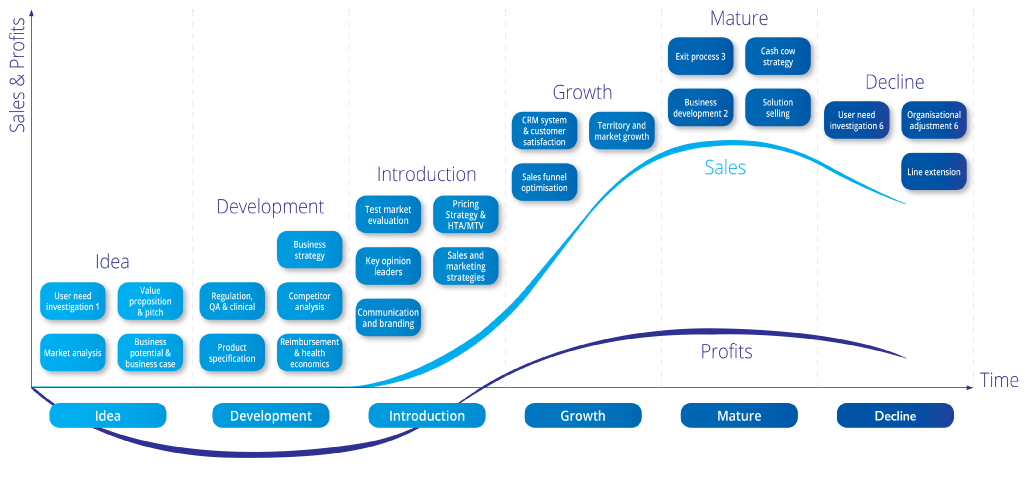 Sales & Profits
Idea
User need
investigation 1
Value
proposition
& pitch
Market analysis
Business
potential &
business case
Development
Business
strategy
Regulation,
QA & clinical
Competitor
analysis
Product
specification
Reimbursement
& health
economics
Introduction
Test market
evaluation
Pricing
Strategy &
HTA/MTV
Key opinion
leaders
Sales and
marketing
strategies
Communication
and branding
Growth
CRM system
& customer
satisfaction
Territory and
market growth
Sales funnel
optimisation
Mature
Exit process 3
Cash cow
strategy
Business
development 2
Solution
selling
Decline
User need
investigation 6
Organisational
adjustment 6
Line extension
Sales
Profits
Time
Idea
Development
Introduction
Growth
Mature
Decline